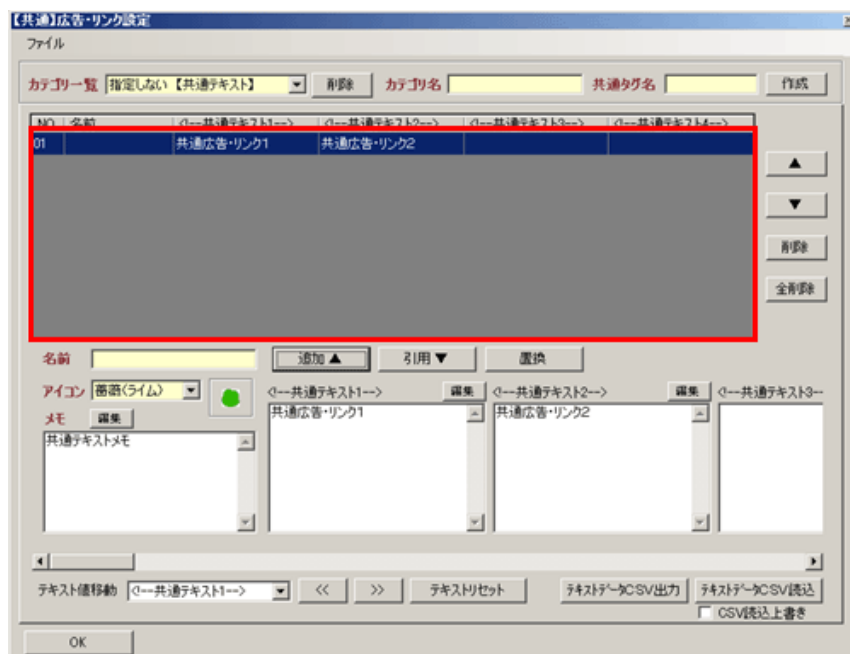 【共通】広告・リンク設定
ファイル
カテゴリ一覧 指定しない【共通テキスト】 削除 カテゴリ名 共通タグ名 作成
NO 名前 <!--共通テキスト1--> <!--共通テキスト2--> <!--共通テキスト3--> <!--共通テキスト4-->
01 共通広告・リンク1 共通広告・リンク2
▲
▼
削除
全削除
名前 追加▲ 引用▼ 置換
アイコン 薔薇(ライム) <!--共通テキスト1--> 編集 <!--共通テキスト2--> 編集 <!--共通テキスト3--
メモ 編集
共通テキストメモ 共通広告・リンク1 共通広告・リンク2
テキスト値移動 <!--共通テキスト1--> << >> テキストリセット テキストデータCSV出力 テキストデータCSV読込
CSV読込上書き
OK